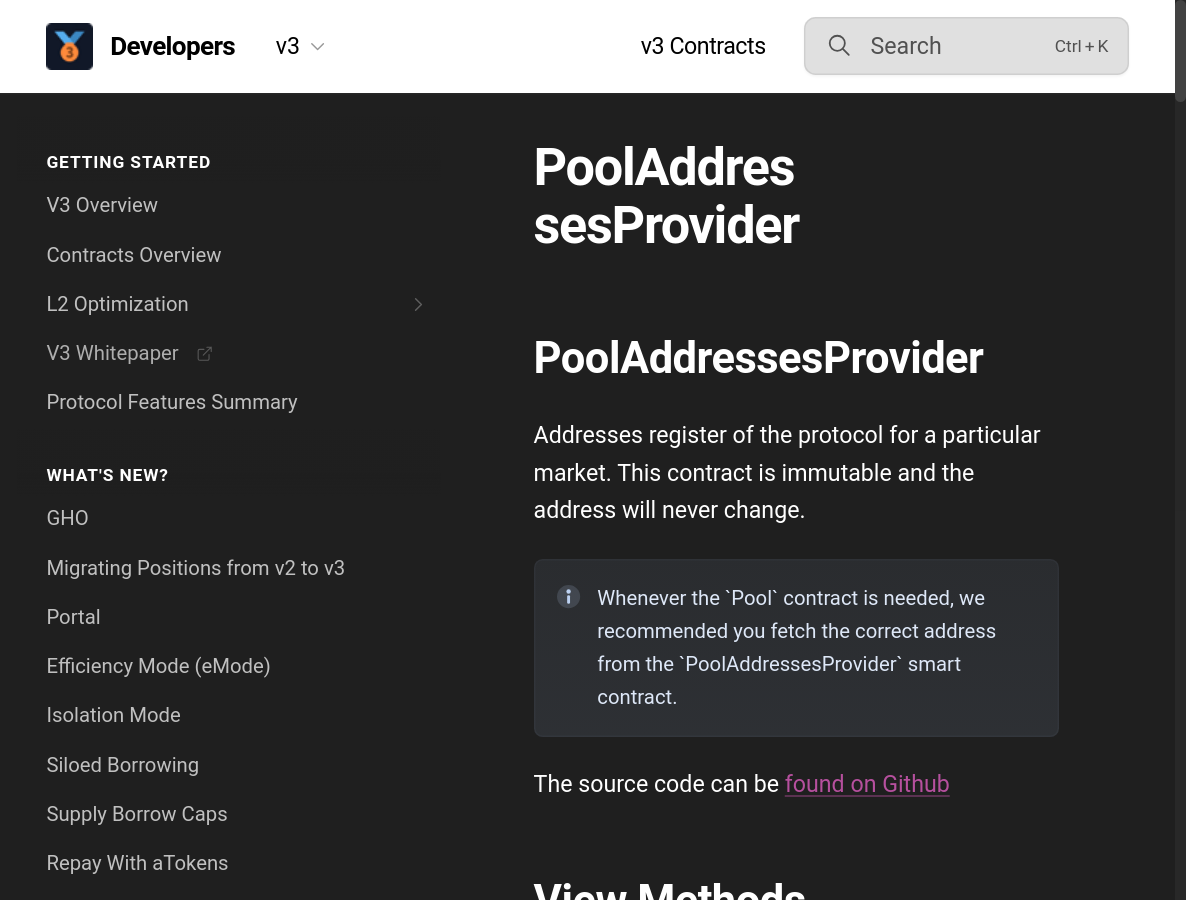 3
Developers
v3
v3 Contracts
Search
Ctrl + K
GETTING STARTED
V3 Overview
Contracts Overview
L2 Optimization
V3 Whitepaper
Protocol Features Summary
WHAT'S NEW?
GHO
Migrating Positions from v2 to v3
Portal
Efficiency Mode (eMode)
Isolation Mode
Siloed Borrowing
Supply Borrow Caps
Repay With aTokens
PoolAddres
sesProvider
PoolAddressesProvider
Addresses register of the protocol for a particular
market. This contract is immutable and the
address will never change.
Whenever the `Pool` contract is needed, we
recommended you fetch the correct address
from the `PoolAddressesProvider` smart
contract.
The source code can be found on Github
View Methods